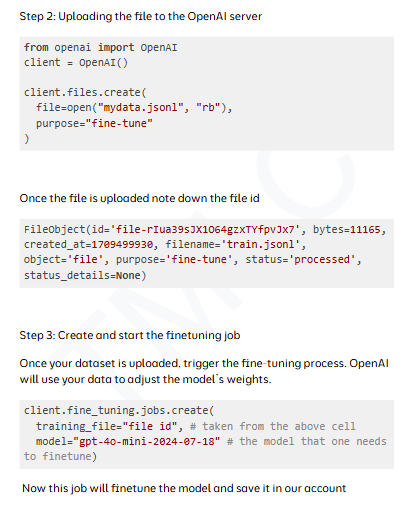 Step 2: Uploading the file to the OpenAI server
from openai import OpenAI
client = OpenAI()
client.files.create(
file=open("mydata.jsonl", "rb"),
purpose="fine-tune"
)
Once the file is uploaded note down the file id
FileObject(id='file-rIua39sJX1O64gzxTYfpvJx7', bytes=11165,
created_at=1709499930, filename='train.jsonl',
object='file', purpose='fine-tune', status='processed',
status_details=None)
Step 3: Create and start the finetuning job
Once your dataset is uploaded, trigger the fine-tuning process. OpenAI
will use your data to adjust the model's weights.
client.fine_tuning.jobs.create(
training_file="file id", # taken from the above cell
model="gpt-4o-mini-2024-07-18" # the model that one needs
to finetune)
Now this job will finetune the model and save it in our account